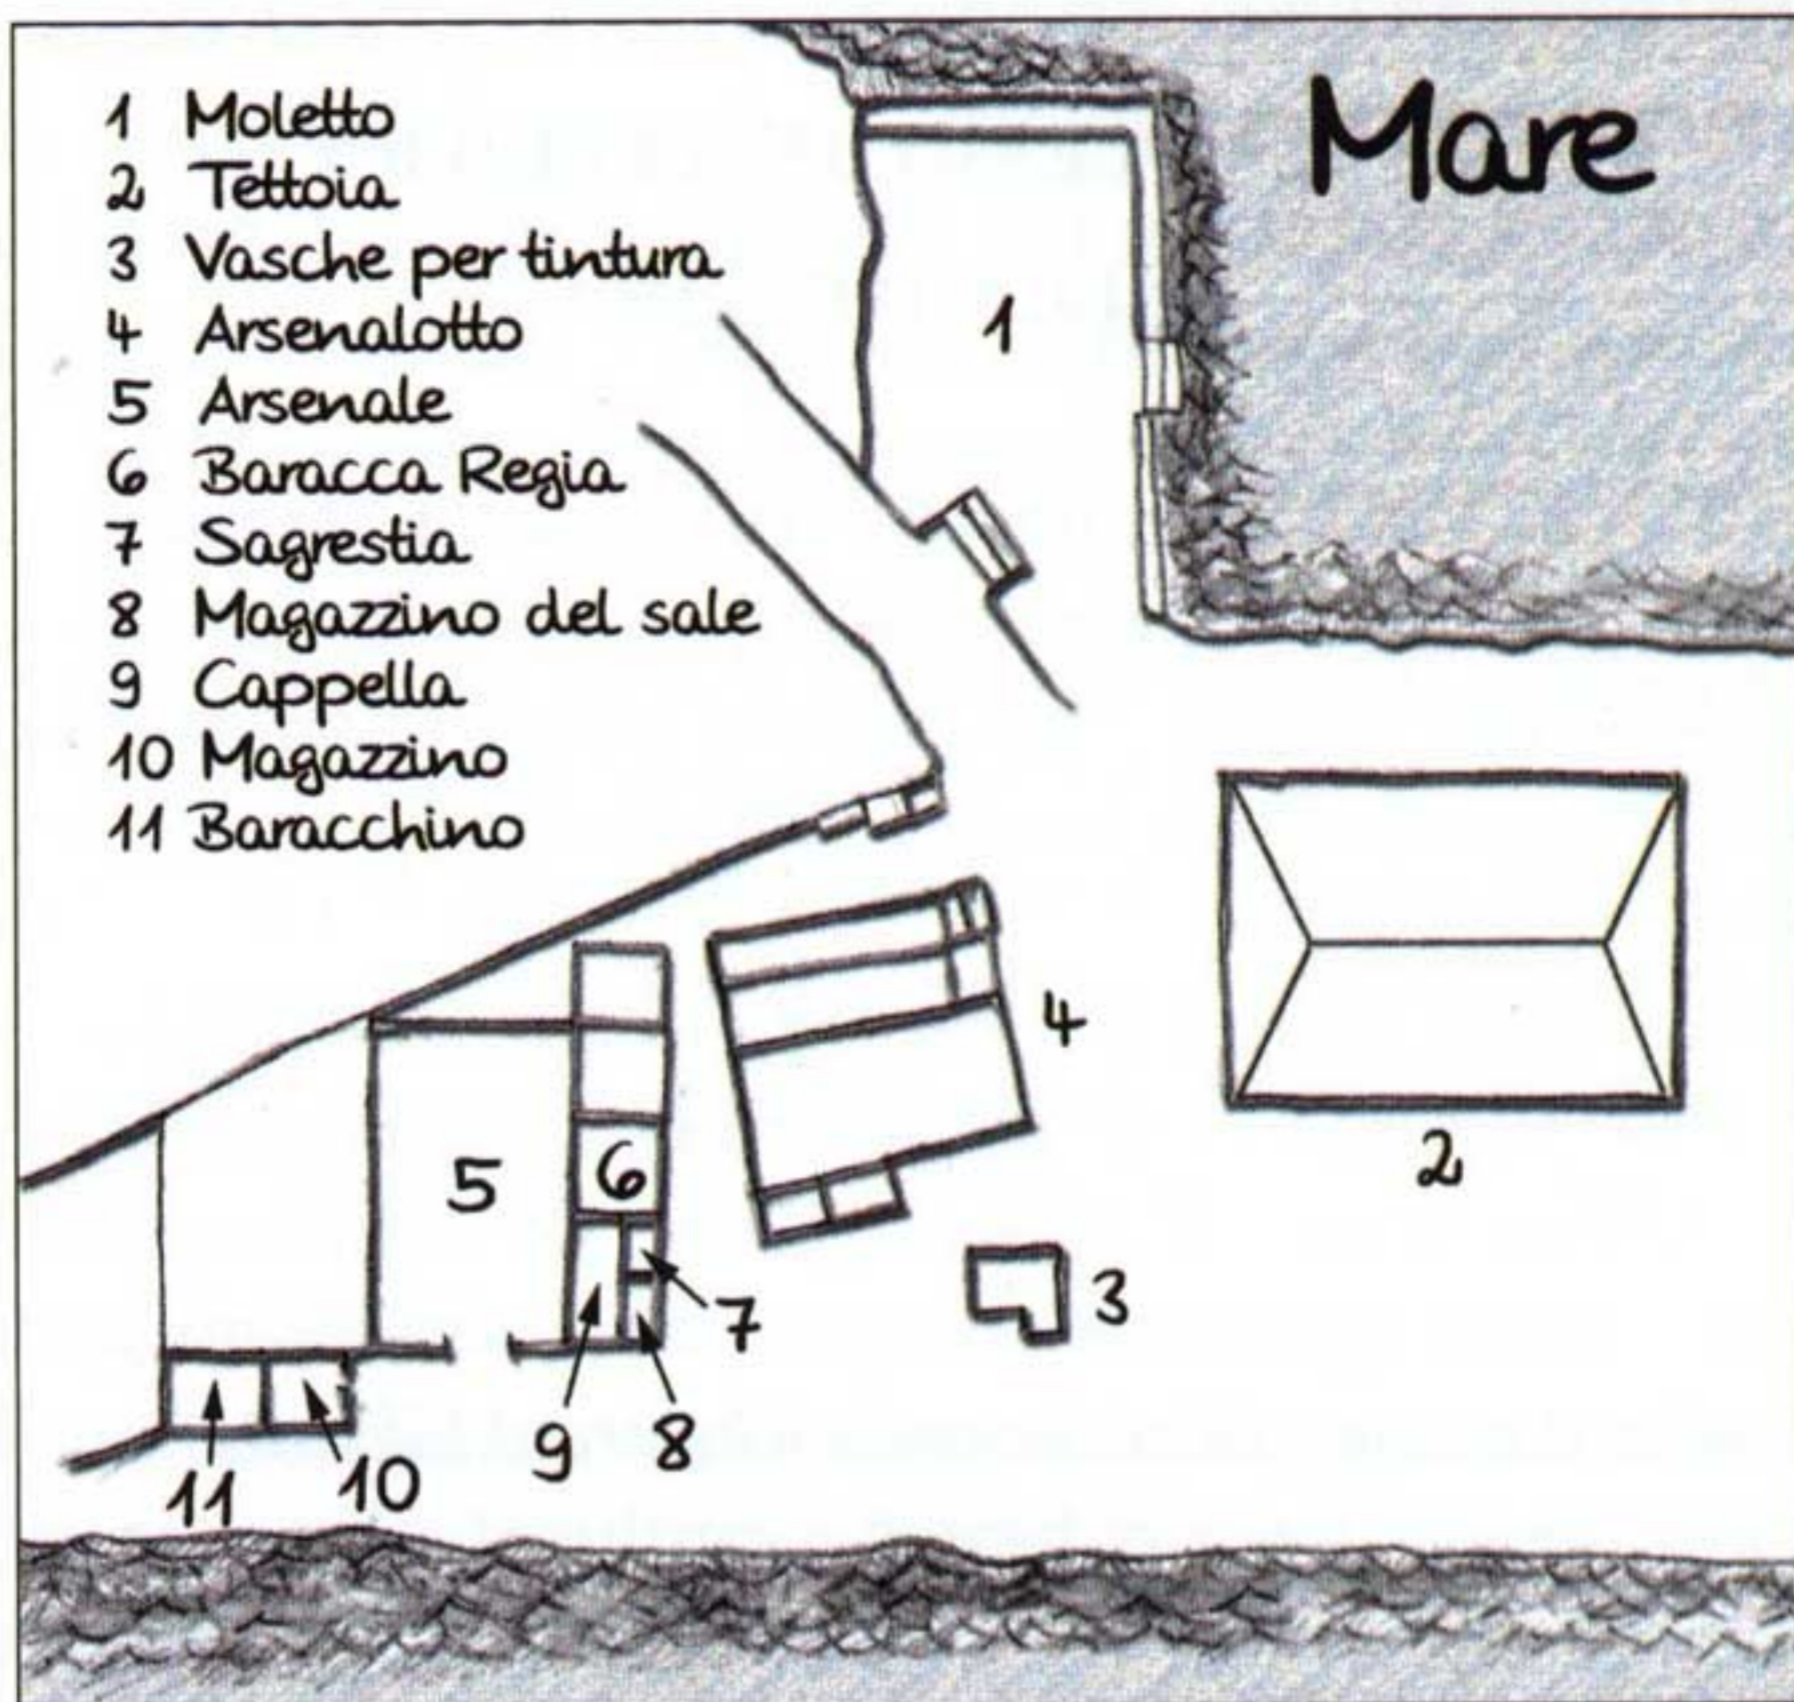 1 Moletto
2 Tettoia
3 Vasche per tintura
4 Arsenalotto
5 Arsenale
6 Baracca Regia
7 Sagrestia
8 Magazzino del sale
9 Cappella
10 Magazzino
11 Baracchino
Mare
1
4
2
5
6
3
7
9
8
11
10